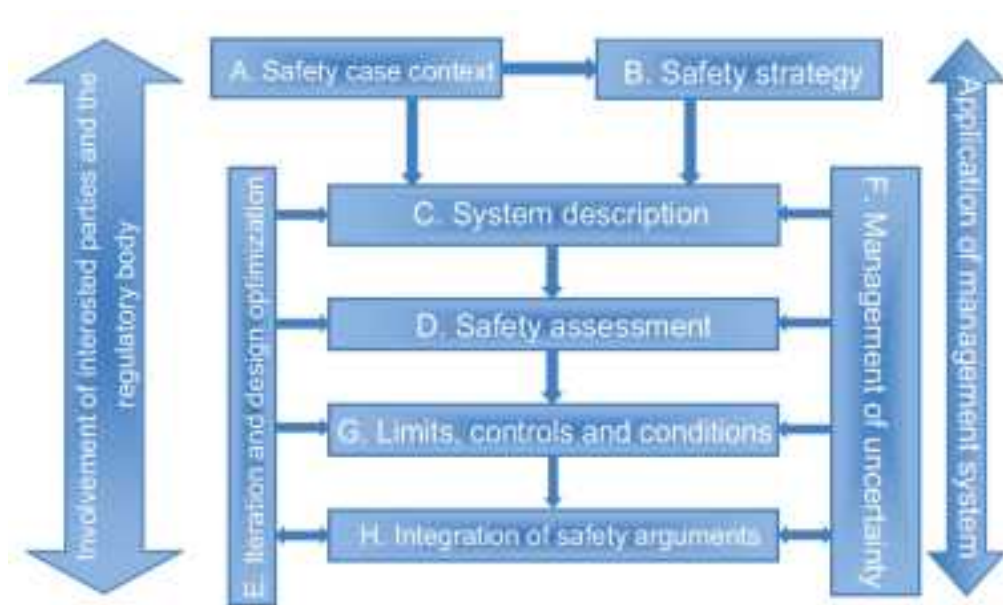 Involvement of interested parties and the
regulatory body
A. Safety case context
B. Safety strategy
Application of management system
E. Iteration and design optimization
C. System description
F. Management of uncertainty
D. Safety assessment
G. Limits, controls and conditions
H. Integration of safety arguments